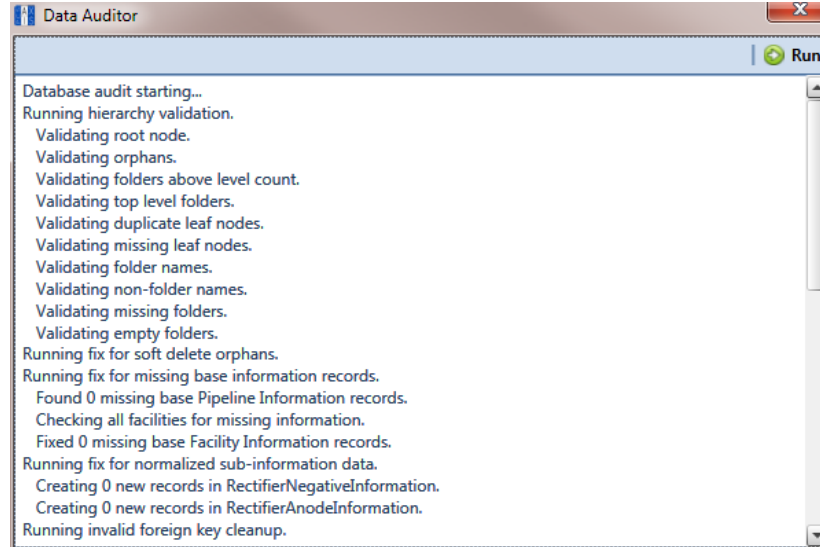 Data Auditor
Run
Database audit starting...
Running hierarchy validation.
Validating root node.
Validating orphans.
Validating folders above level count.
Validating top level folders.
Validating duplicate leaf nodes.
Validating missing leaf nodes.
Validating folder names.
Validating non-folder names.
Validating missing folders.
Validating empty folders.
Running fix for soft delete orphans.
Running fix for missing base information records.
Found 0 missing base Pipeline Information records.
Checking all facilities for missing information.
Fixed 0 missing base Facility Information records.
Running fix for normalized sub-information data.
Creating 0 new records in RectifierNegativeInformation.
Creating 0 new records in RectifierAnodeInformation.
Running invalid foreign key cleanup.